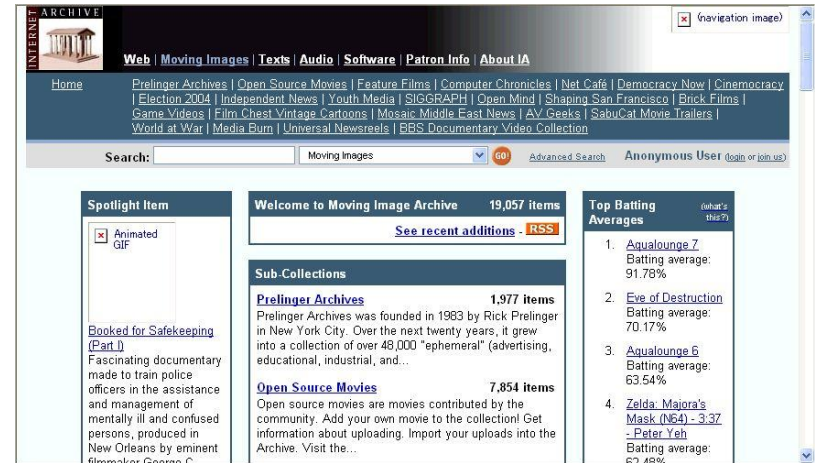 INTERNET
ARCHIVE
(navigation image)
Web | Moving Images | Texts | Audio | Software | Patron Info | About IA
Home
Prelinger Archives | Open Source Movies | Feature Films | Computer Chronicles | Net Café | Democracy Now | Cinemocracy
| Election 2004 | Independent News | Youth Media | SIGGRAPH | Open Mind | Shaping San Francisco | Brick Films |
Game Videos | Film Chest Vintage Cartoons | Mosaic Middle East News | AV Geeks | SabuCat Movie Trailers |
World at War | Media Burn | Universal Newsreels | BBS Documentary Video Collection
Search: Moving Images GO! Advanced Search Anonymous User (login or join us)
Spotlight Item
Animated
GIF
Booked for Safekeeping
(Part I)
Fascinating documentary
made to train police
officers in the assistance
and management of
mentally ill and confused
persons, produced in
New Orleans by eminent
filmmaker George C.
Welcome to Moving Image Archive 19,057 items
See recent additions - RSS
Sub-Collections
Prelinger Archives 1,977 items
Prelinger Archives was founded in 1983 by Rick Prelinger
in New York City. Over the next twenty years, it grew
into a collection of over 48,000 "ephemeral" (advertising,
educational, industrial, and...
Open Source Movies 7,854 items
Open source movies are movies contributed by the
community. Add your own movie to the collection! Get
information about uploading. Import your uploads into the
Archive. Visit the...
Top Batting
Averages
(what's
this?)
1. Aqualounge 7
Batting average:
91.78%
2. Eve of Destruction
Batting average:
70.17%
3. Aqualounge 6
Batting average:
63.54%
4. Zelda: Majora's
Mask (N64) - 3:37
- Peter Yeh
Batting average:
62.48%